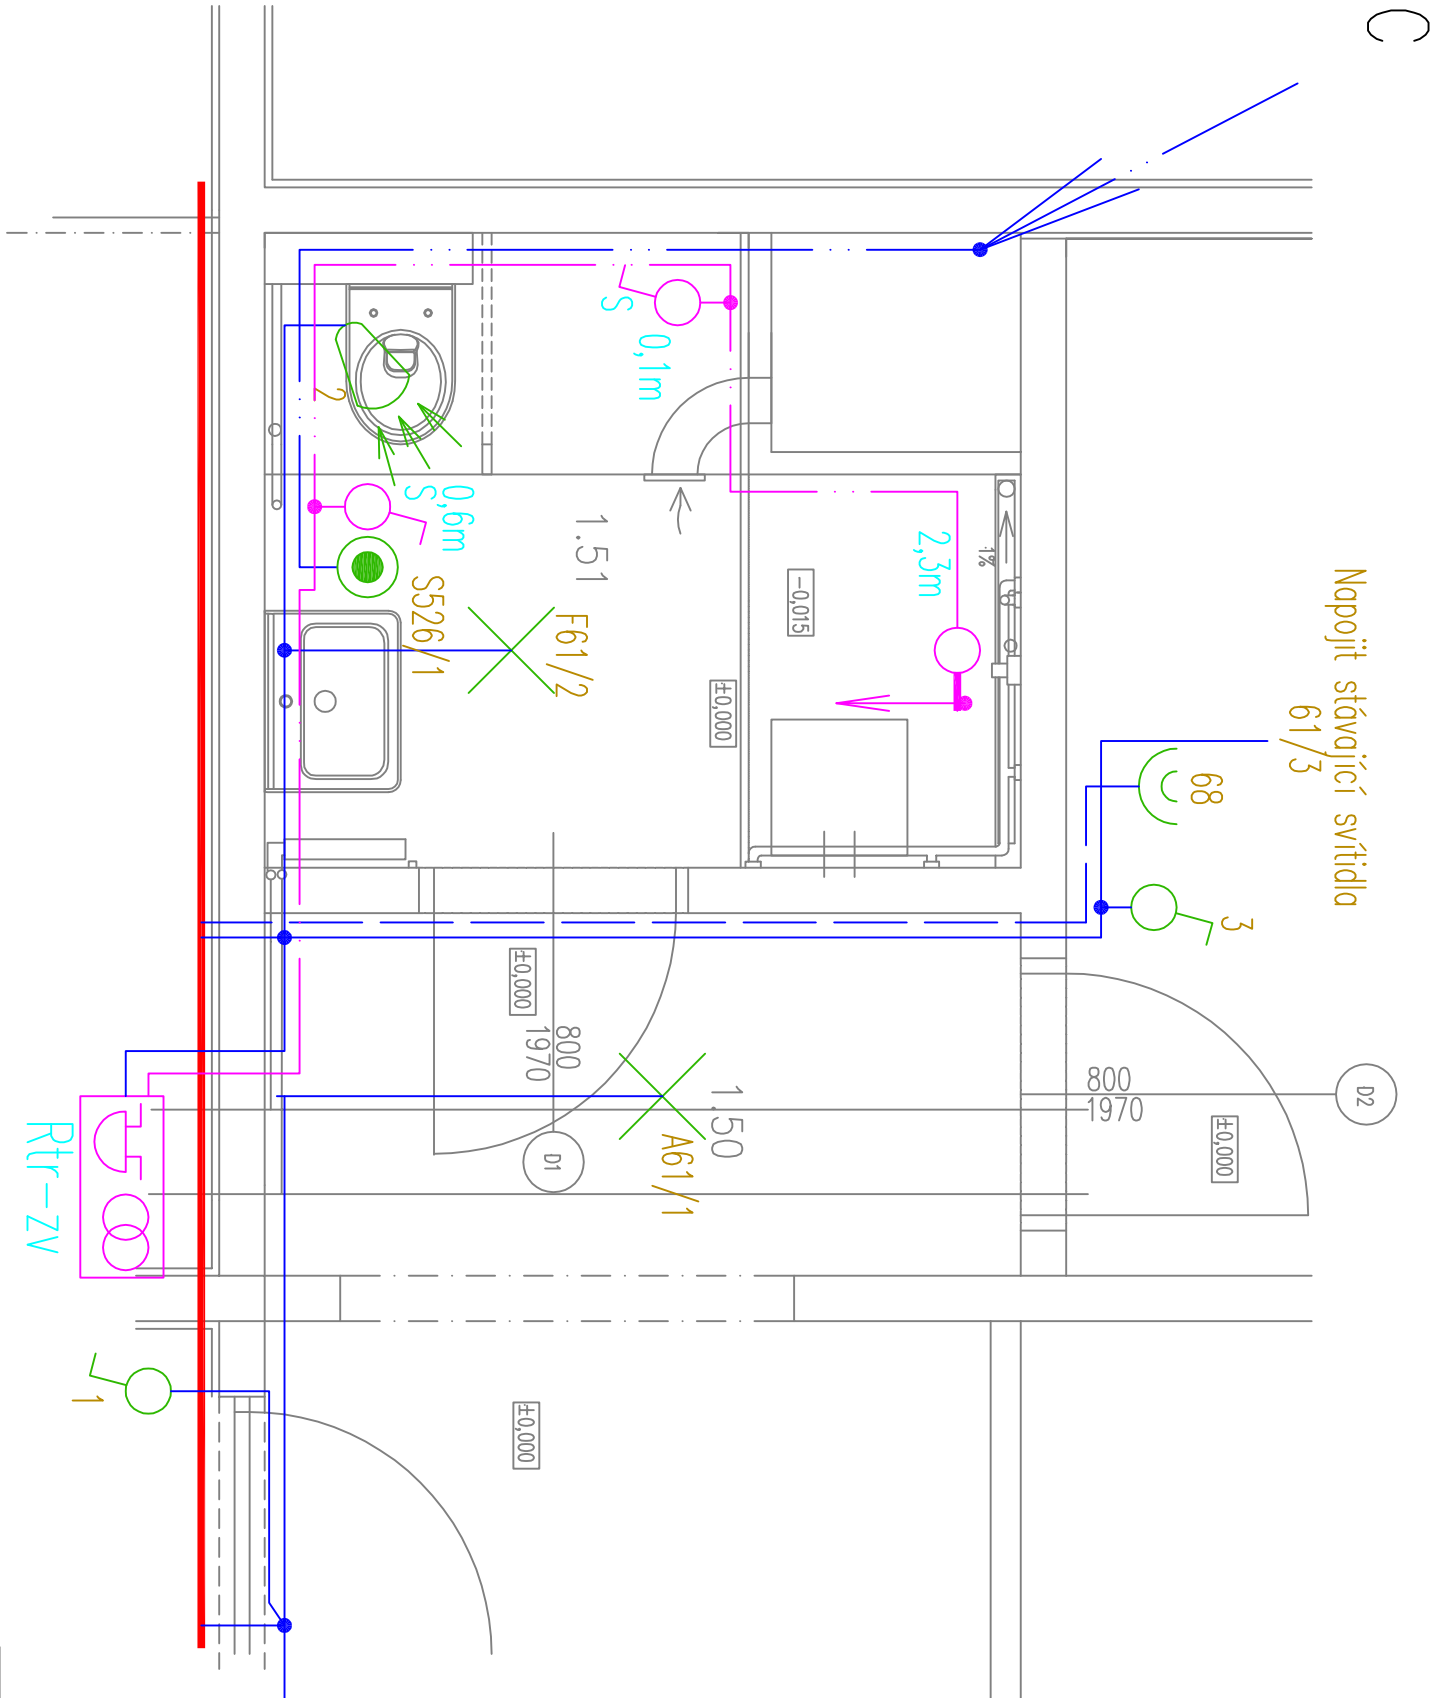 Napojit stávající svítidla
61/3
68
3
D2
±0,000
800
1970
2,3m
1%
-0,015
±0,000
1.50
A61/1
S
0,1m
1.51
F61/2
800
1970
D1
±0,000
±0,000
0,6m
S
S526/1
2
1
Rtr-ZV